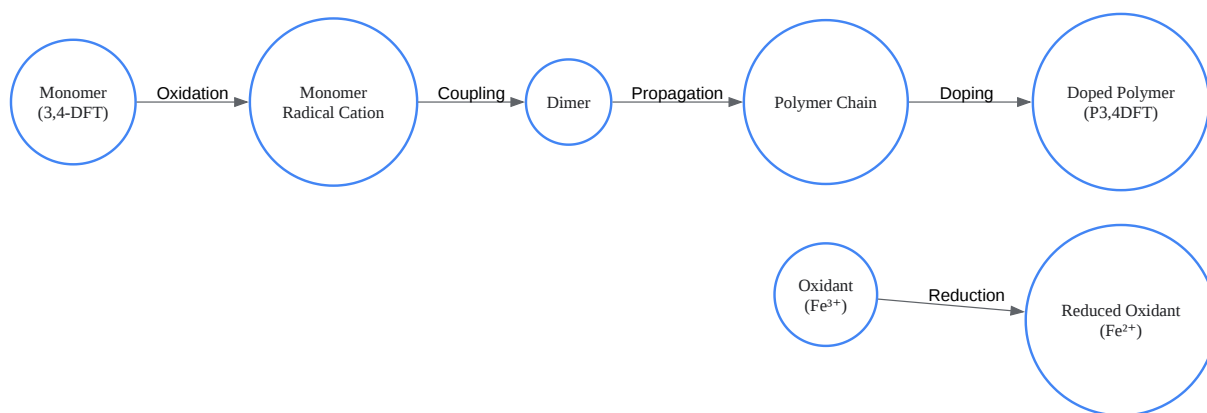 Monomer
(3,4-DFT)
Oxidation
Monomer
Radical Cation
Coupling
Dimer
Propagation
Polymer Chain
Doping
Doped Polymer
(P3,4DFT)
Oxidant
(Fe³⁺)
Reduction
Reduced Oxidant
(Fe²⁺)